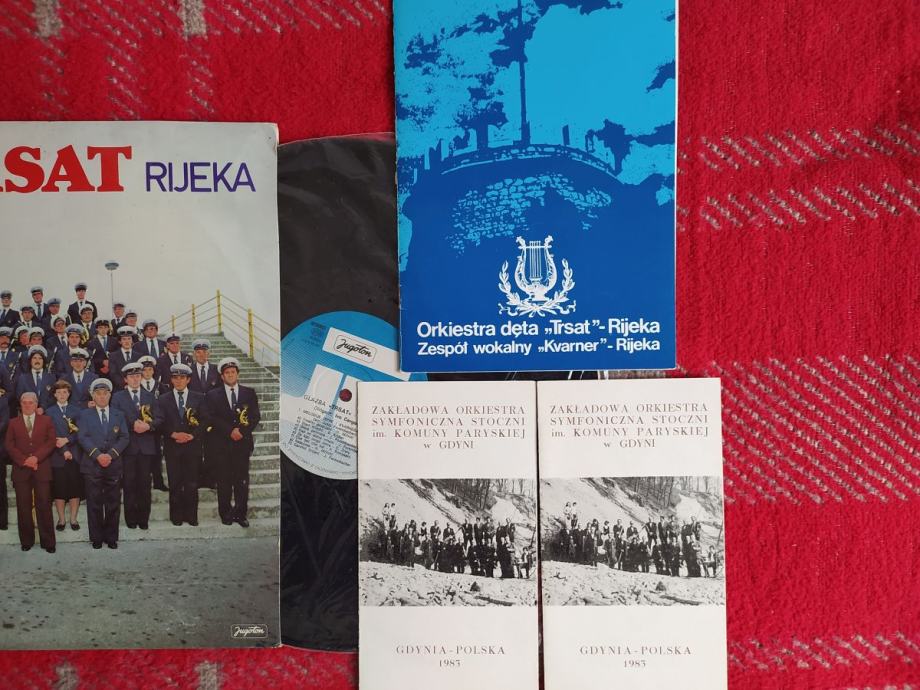 RSAT RIJEKA
Jugoton
Jugoton
GLAZBA »TRSAT«
Orkiestra dęta „Trsat”-Rijeka
Zespół wokalny „Kvarner”-Rijeka
ZAKŁADOWA ORKIESTRA
SYMFONICZNA STOCZNI
im. KOMUNY PARYSKIEJ
w GDYNI
GDYNIA-POLSKA
1983
ZAKŁADOWA ORKIESTRA
SYMFONICZNA STOCZNI
im. KOMUNY PARYSKIEJ
w GDYNI
GDYNIA-POLSKA
1983